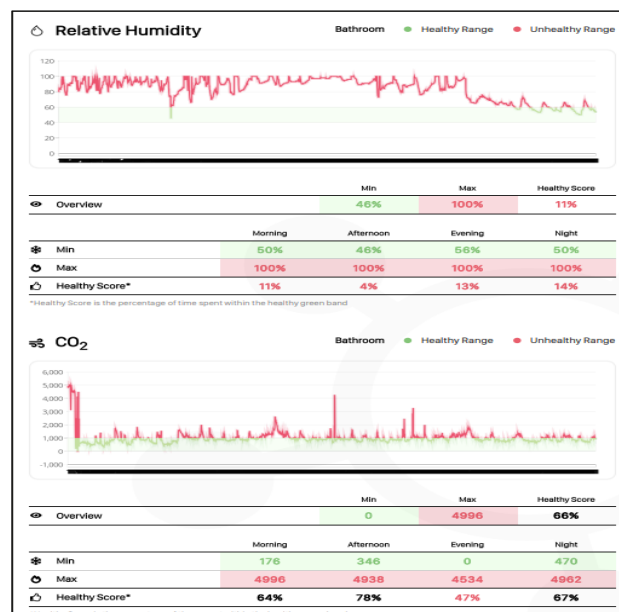 Relative Humidity Bathroom Healthy Range Unhealthy Range
120
100
80
60
40
20
0
Min Max Healthy Score
Overview 46% 100% 11%
Morning Afternoon Evening Night
Min 50% 46% 56% 50%
Max 100% 100% 100% 100%
Healthy Score* 11% 4% 13% 14%
*Healthy Score is the percentage of time spent within the healthy green band
CO2 Bathroom Healthy Range Unhealthy Range
6,000
5,000
4,000
3,000
2,000
1,000
0
-1,000
Min Max Healthy Score
Overview 0 4996 66%
Morning Afternoon Evening Night
Min 176 346 0 470
Max 4996 4938 4534 4962
Healthy Score* 64% 78% 47% 67%